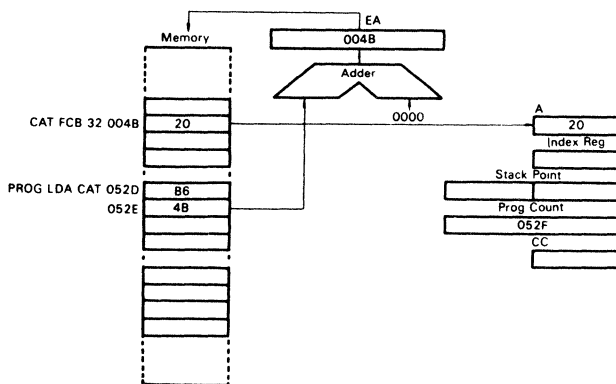 EA
Memory
004B
Adder
A
CAT FCB 32 004B
20
0000
20
Index Reg
Stack Point
PROG LDA CAT 052D
B6
052E
4B
Prog Count
052F
CC